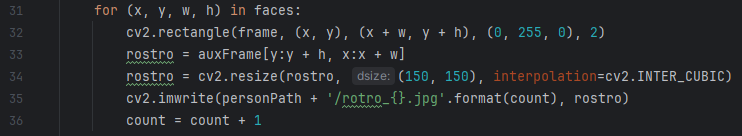 31 for (x, y, w, h) in faces:
32 cv2.rectangle(frame, (x, y), (x + w, y + h), (0, 255, 0), 2)
33 rostro = auxFrame[y:y + h, x:x + w]
34 rostro = cv2.resize(rostro, dsize: (150, 150), interpolation=cv2.INTER_CUBIC)
35 cv2.imwrite(personPath + '/rotro_{}.jpg'.format(count), rostro)
36 count = count + 1